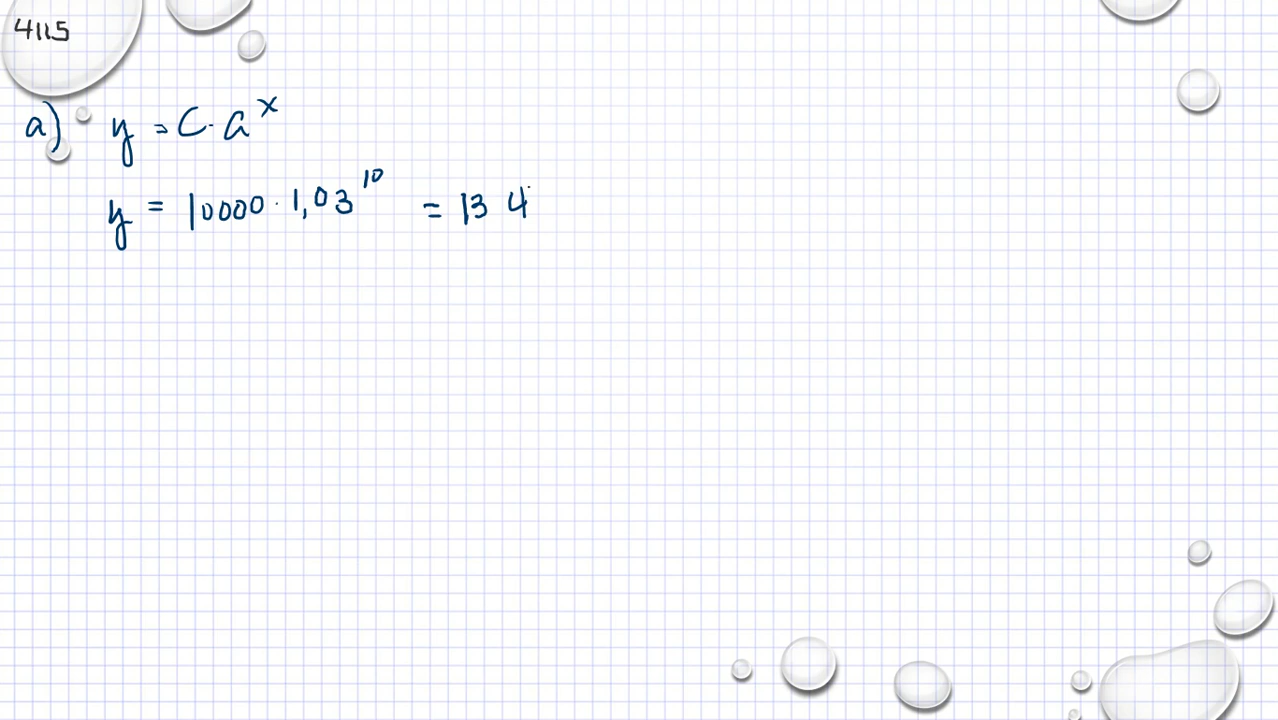 4115
a) y = C · a^x
y = 10000 · 1,03^10 = 13 4